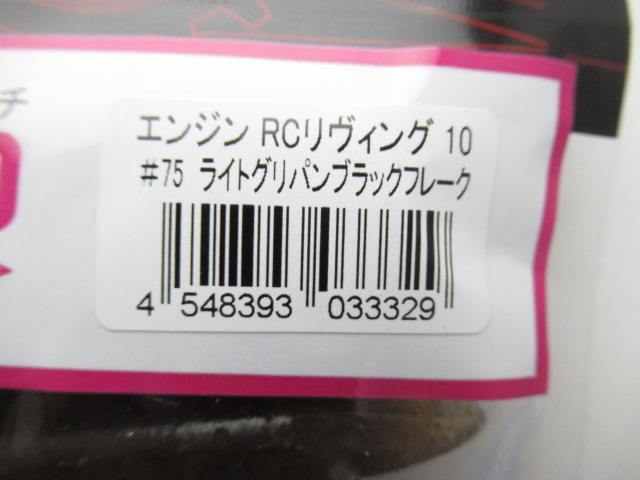 チ
エンジン RCリヴィング 10
#75 ライトグリパンブラックフレーク
4 548393 033329